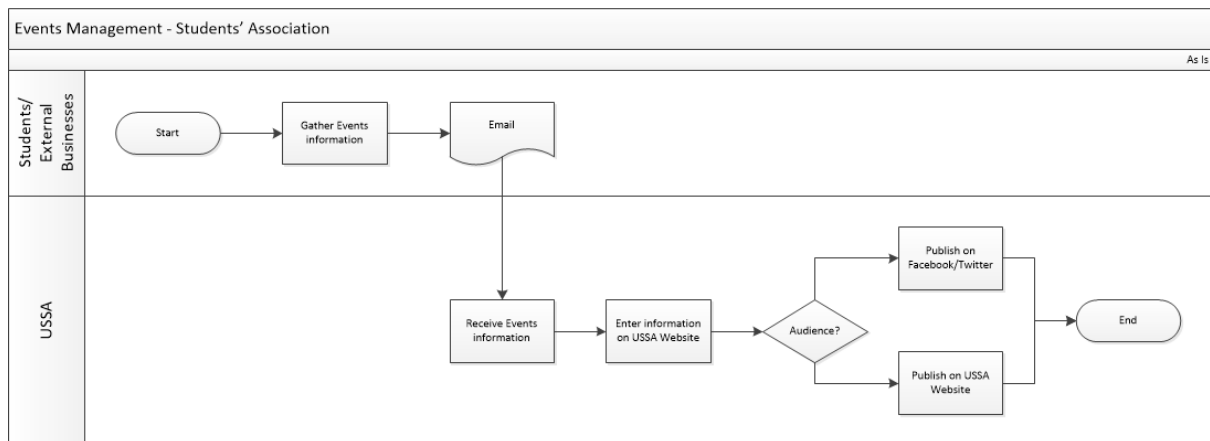 Events Management - Students’ Association
As Is
Students/
External
Businesses
Start
Gather Events
information
Email
USSA
Receive Events
information
Enter information
on USSA Website
Audience?
Publish on
Facebook/Twitter
Publish on USSA
Website
End